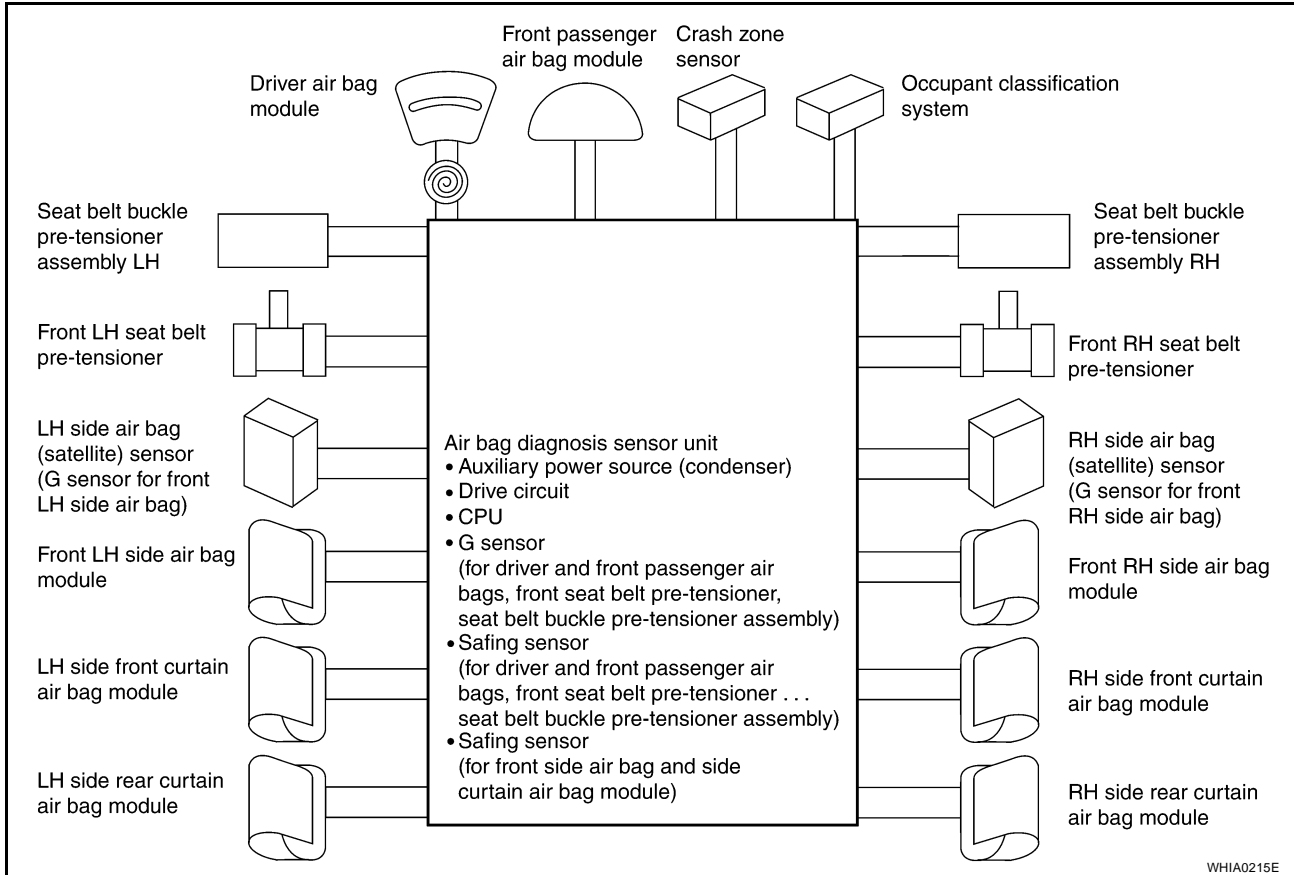 Front passenger
air bag module
Crash zone
sensor
Driver air bag
module
Occupant classification
system
Seat belt buckle
pre-tensioner
assembly LH
Seat belt buckle
pre-tensioner
assembly RH
Front LH seat belt
pre-tensioner
Front RH seat belt
pre-tensioner
LH side air bag
(satellite) sensor
(G sensor for front
LH side air bag)
RH side air bag
(satellite) sensor
(G sensor for front
RH side air bag)
Front LH side air bag
module
Front RH side air bag
module
LH side front curtain
air bag module
RH side front curtain
air bag module
LH side rear curtain
air bag module
RH side rear curtain
air bag module
Air bag diagnosis sensor unit
• Auxiliary power source (condenser)
• Drive circuit
• CPU
• G sensor
(for driver and front passenger air
bags, front seat belt pre-tensioner,
seat belt buckle pre-tensioner assembly)
• Safing sensor
(for driver and front passenger air
bags, front seat belt pre-tensioner . . .
seat belt buckle pre-tensioner assembly)
• Safing sensor
(for front side air bag and side
curtain air bag module)
WHIA0215E